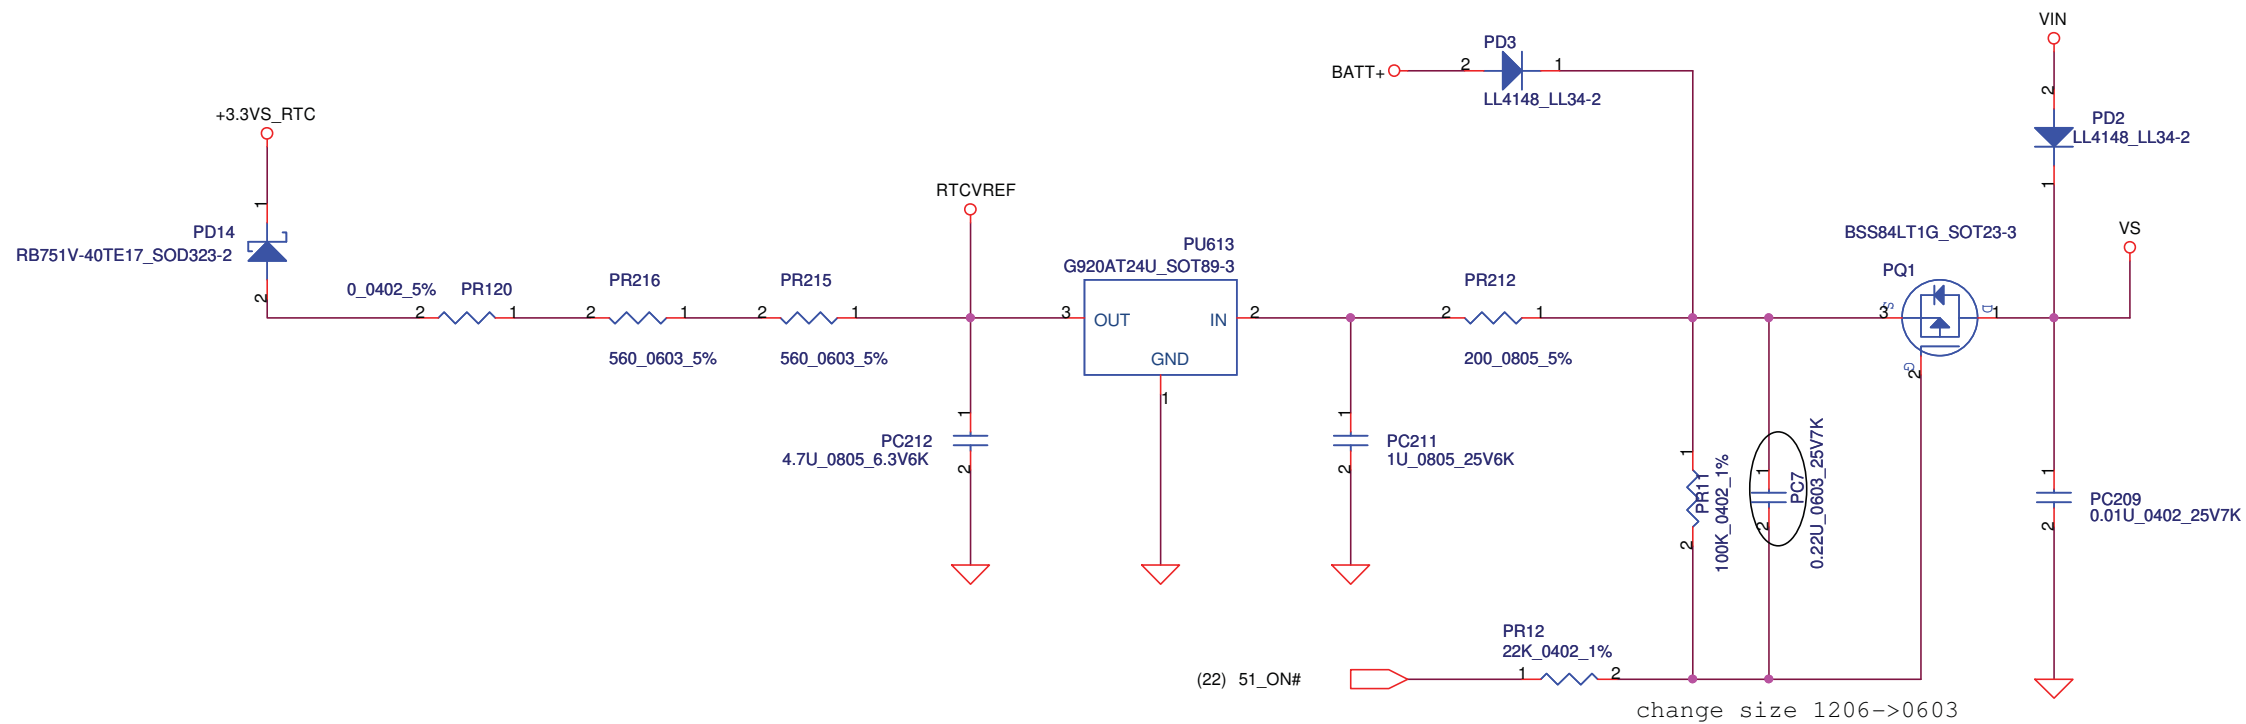 VIN
PD3
2
1
BATT+
LL4148_LL34-2
2
PD2
LL4148_LL34-2
1
+3.3VS_RTC
1
PD14
RB751V-40TE17_SOD323-2
2
RTCVREF
BSS84LT1G_SOT23-3
VS
PU613
G920AT24U_SOT89-3
PQ1
0_0402_5%
PR120
2
1
PR216
2
1
560_0603_5%
PR215
2
1
560_0603_5%
3
OUT
IN
2
GND
1
PR212
2
1
200_0805_5%
S
3
D
1
G
2
1
PC212
4.7U_0805_6.3V6K
2
1
PC211
1U_0805_25V6K
2
1
PR11
100K_0402_1%
2
1
PC7
0.22U_0603_25V7K
2
1
PC209
0.01U_0402_25V7K
2
PR12
22K_0402_1%
(22) 51_ON#
1
2
change size 1206->0603